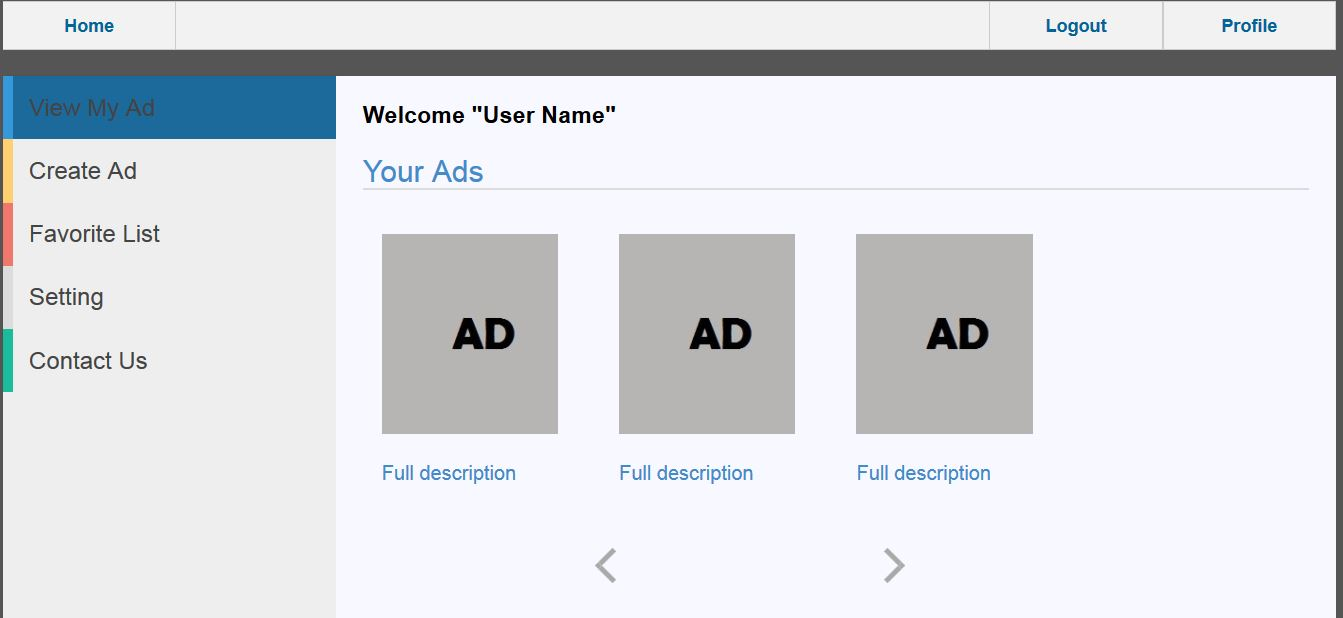 Home
Logout
Profile
View My Ad
Create Ad
Favorite List
Setting
Contact Us
Welcome "User Name"
Your Ads
AD
AD
AD
Full description
Full description
Full description